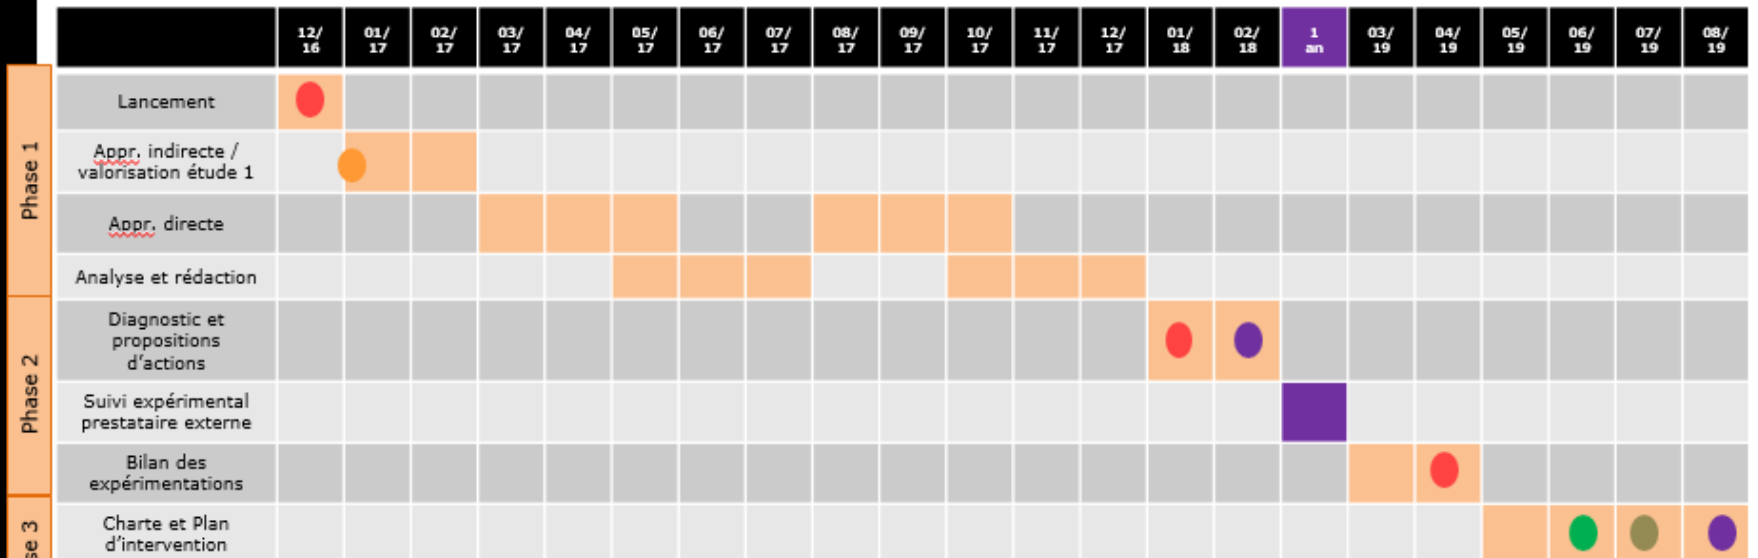 12/ 01/ 02/ 03/ 04/ 05/ 06/ 07/ 08/ 09/ 10/ 11/ 12/ 01/ 02/ 1 03/ 04/ 05/ 06/ 07/ 08/
16 17 17 17 17 17 17 17 17 17 17 17 17 18 18 an 19 19 19 19 19 19
Phase 1
Lancement
Appr. indirecte /
valorisation étude 1
Appr. directe
Analyse et rédaction
Phase 2
Diagnostic et
propositions
d'actions
Suivi expérimental
prestataire externe
Bilan des
expérimentations
se 3
Charte et Plan
d'intervention